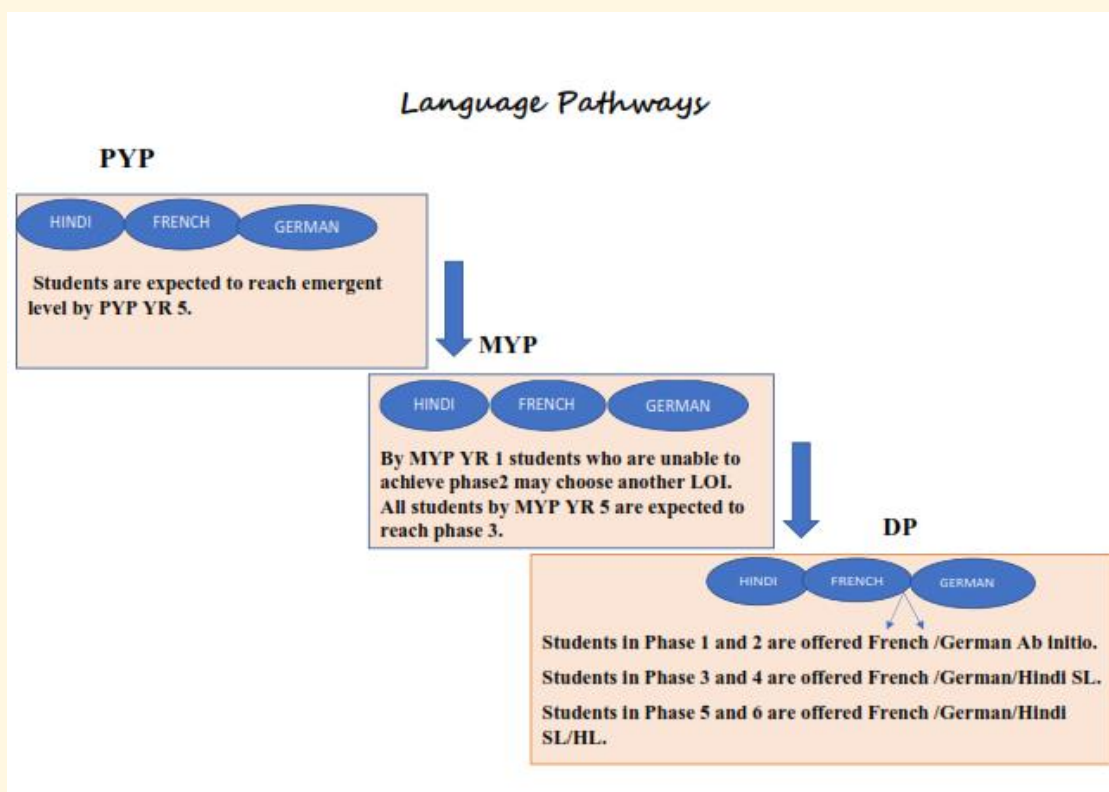 Language Pathways
PYP
HINDI FRENCH GERMAN
Students are expected to reach emergent
level by PYP YR 5.
MYP
HINDI FRENCH GERMAN
By MYP YR 1 students who are unable to
achieve phase2 may choose another LOI.
All students by MYP YR 5 are expected to
reach phase 3.
DP
HINDI FRENCH GERMAN
Students in Phase 1 and 2 are offered French /German Ab initio.
Students in Phase 3 and 4 are offered French /German/Hindi SL.
Students in Phase 5 and 6 are offered French /German/Hindi
SL/HL.